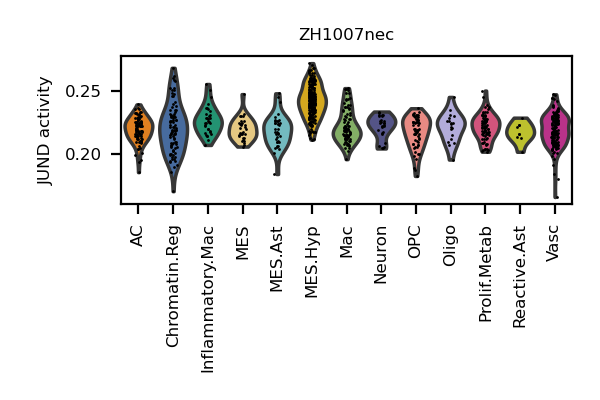 ZH1007nec
JUND activity
0.25
0.20
AC
Chromatin.Reg
Inflammatory.Mac
MES
MES.Ast
MES.Hyp
Mac
Neuron
OPC
Oligo
Prolif.Metab
Reactive.Ast
Vasc